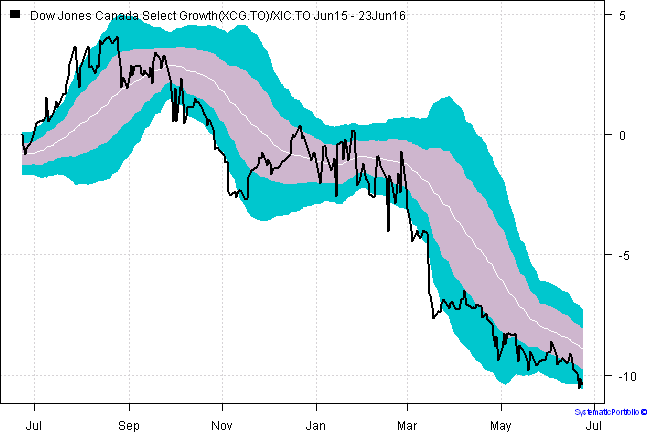 Dow Jones Canada Select Growth(XCG.TO)/XIC.TO Jun15 - 23Jun16
5
0
-5
-10
Jul Sep Nov Jan Mar May Jul
SystematicPortfolio ©